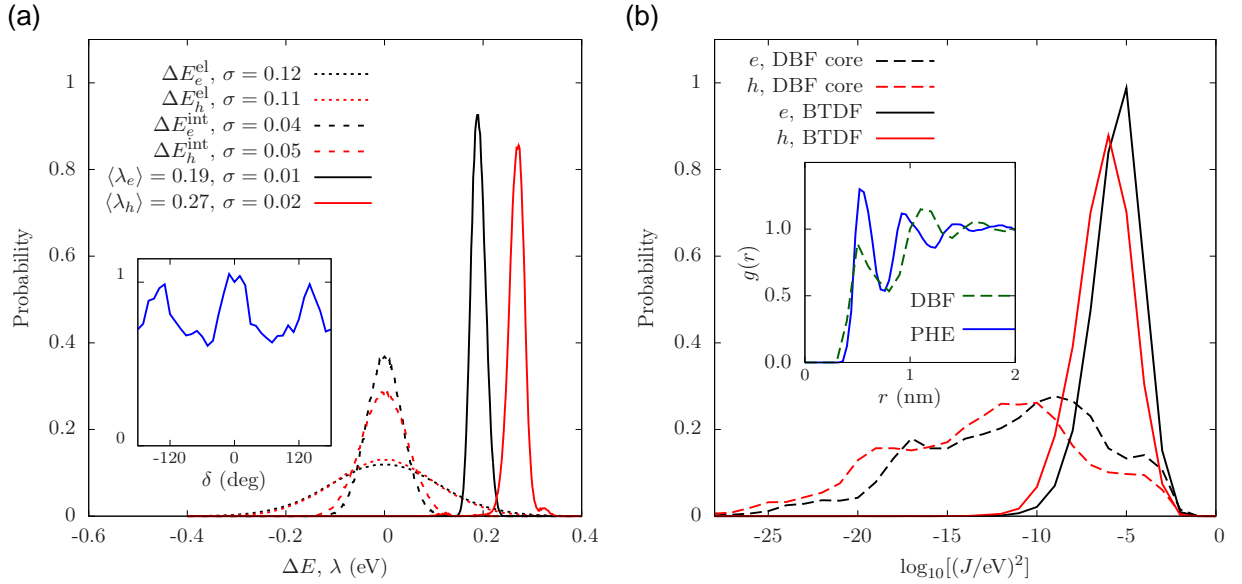 (a)
Probability
1
0.8
0.6
0.4
0.2
0
-0.6 -0.4 -0.2 0 0.2 0.4
ΔE, λ (eV)
ΔE_e^el, σ = 0.12
ΔE_h^el, σ = 0.11
ΔE_e^int, σ = 0.04
ΔE_h^int, σ = 0.05
⟨λ_e⟩ = 0.19, σ = 0.01
⟨λ_h⟩ = 0.27, σ = 0.02
1
0
-120 0 120
δ (deg)
(b)
Probability
1
0.8
0.6
0.4
0.2
0
-25 -20 -15 -10 -5 0
log₁₀[(J/eV)²]
e, DBF core
h, DBF core
e, BTDF
h, BTDF
g(r)
1.0
0.5
0.0
0 1 2
r (nm)
DBF
PHE